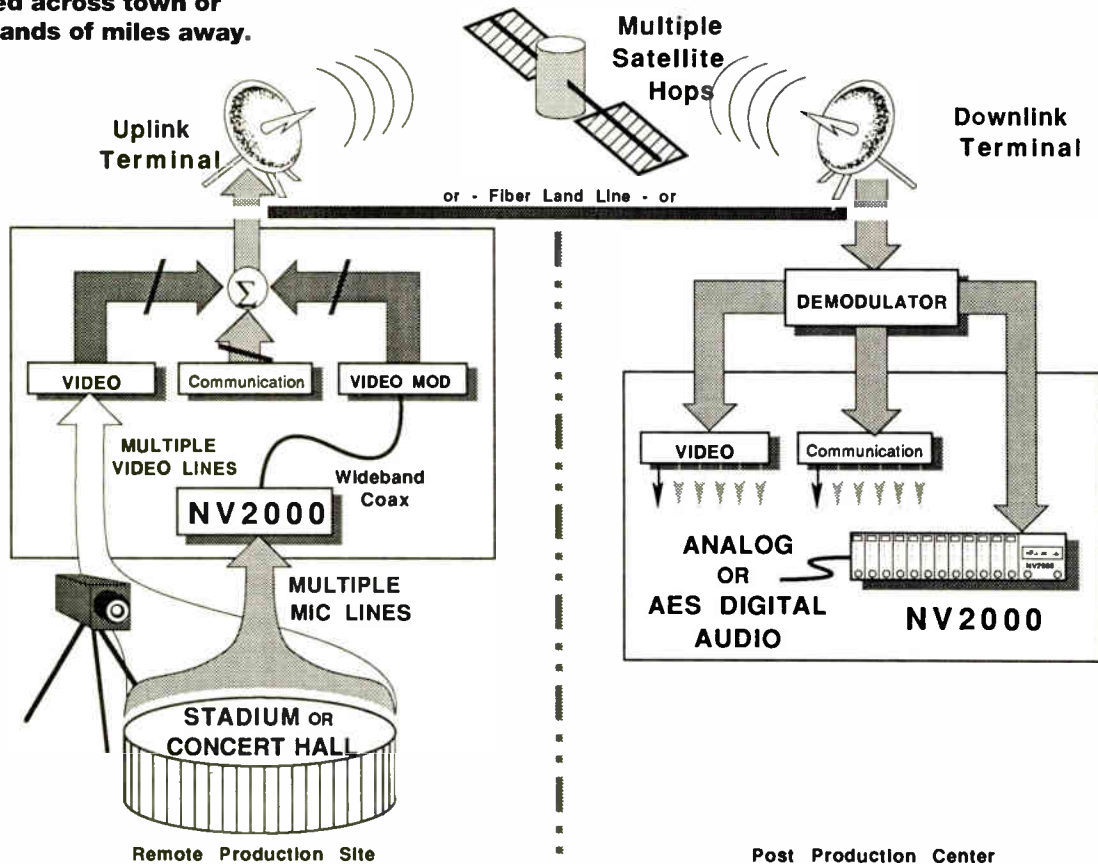 ed across town or
ands of miles away.
Multiple
Satellite
Hops
Uplink
Terminal
Downlink
Terminal
or - Fiber Land Line - or
Σ
VIDEO
Communication
VIDEO MOD
MULTIPLE
VIDEO LINES
Wideband
Coax
NV2000
MULTIPLE
MIC LINES
STADIUM OR
CONCERT HALL
Remote Production Site
DEMODULATOR
VIDEO
Communication
ANALOG
OR
AES DIGITAL
AUDIO
NV2000
NV2000
Post Production Center